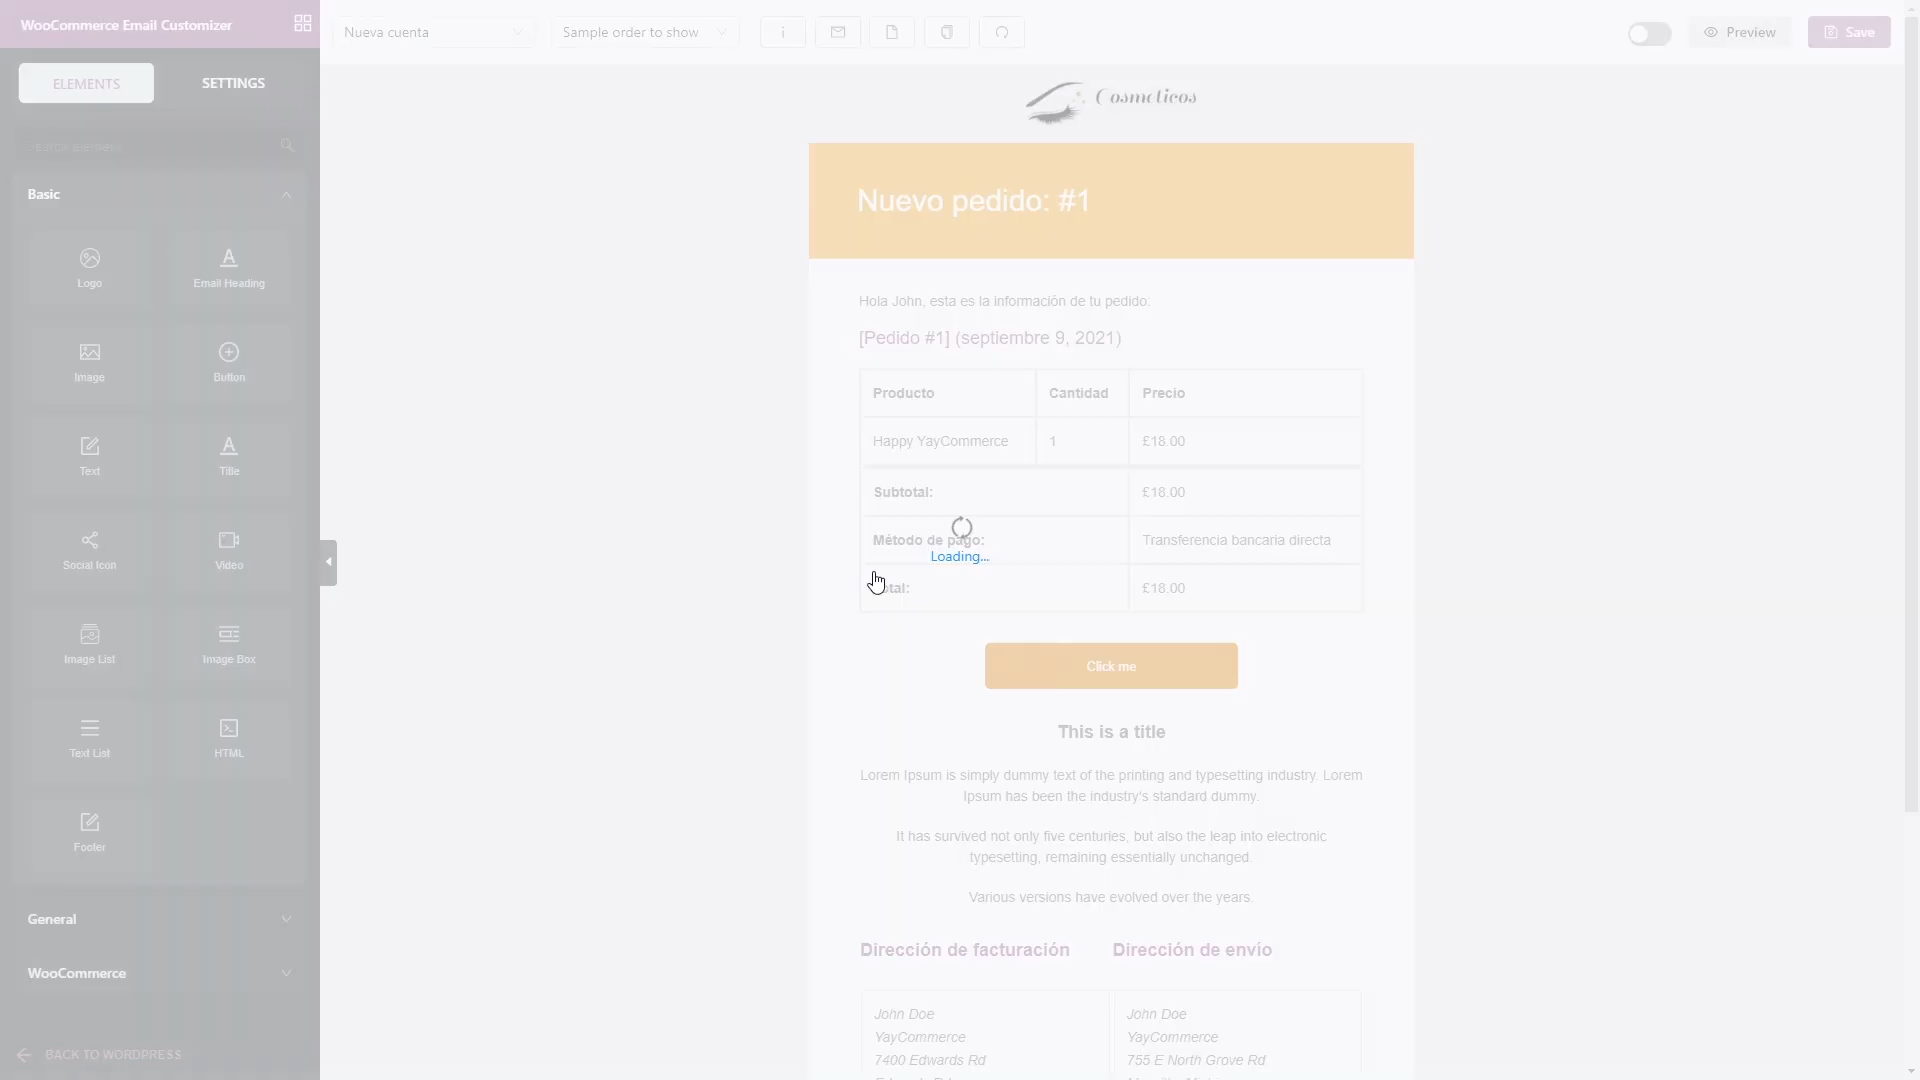 WooCommerce Email Customizer
Nueva cuenta
Sample order to show
i
Preview
Save
ELEMENTS
SETTINGS
Search element
Basic
Logo
Email Heading
Image
Button
Text
Title
Social Icon
Video
Image List
Image Box
Text List
HTML
Footer
General
WooCommerce
BACK TO WORDPRESS
Cosmeticos
Nuevo pedido: #1
Hola John, esta es la información de tu pedido.
[Pedido #1] (septiembre 9, 2021)
Producto Cantidad Precio
Happy YayCommerce 1 £18.00
Subtotal: £18.00
Método de pago: Transferencia bancaria directa
Loading...
Total: £18.00
Click me
This is a title
Lorem Ipsum is simply dummy text of the printing and typesetting industry. Lorem
Ipsum has been the industry's standard dummy.
It has survived not only five centuries, but also the leap into electronic
typesetting, remaining essentially unchanged.
Various versions have evolved over the years.
Dirección de facturación
Dirección de envío
John Doe
YayCommerce
7400 Edwards Rd
John Doe
YayCommerce
755 E North Grove Rd